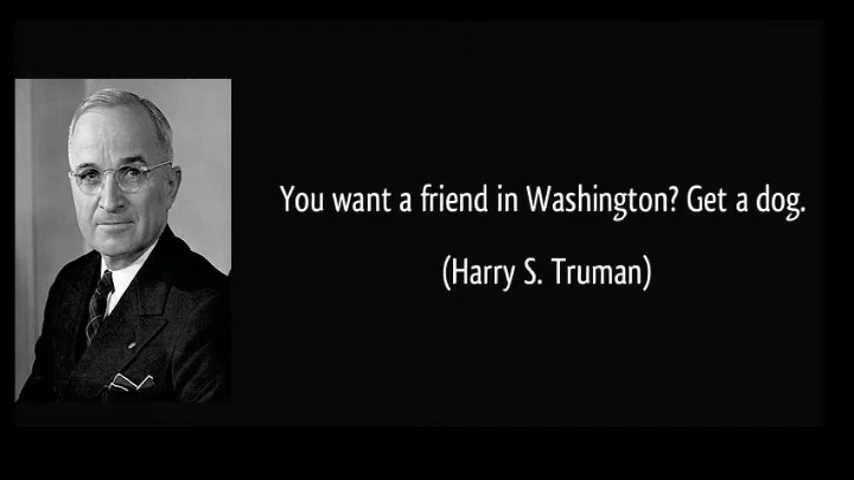 You want a friend in Washington? Get a dog.
(Harry S. Truman)